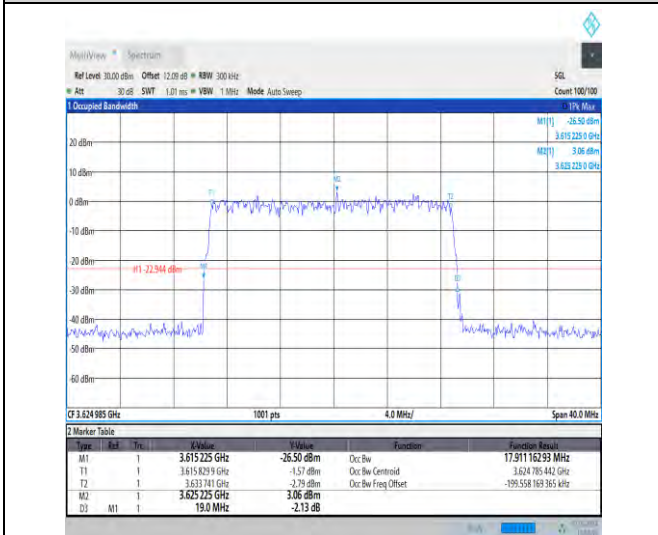 MultiView Spectrum
Ref Level 30.00 dBm Offset 12.09 dB RBW 300 kHz SGL
Att 30 dB SWT 1.01 ms VBW 1 MHz Mode Auto Sweep Count 100/100
1 Occupied Bandwidth 1Pk Max
M1[1] -26.50 dBm
3.615 225 0 GHz
20 dBm M2[1] 3.06 dBm
3.625 225 0 GHz
10 dBm
M2
T1 T2
0 dBm
-10 dBm
-20 dBm
H1 -22.944 dBm
M1
D3
-30 dBm
-40 dBm
-50 dBm
-60 dBm
CF 3.624 985 GHz 1001 pts 4.0 MHz/ Span 40.0 MHz
2 Marker Table
Type Ref Trc X-Value Y-Value Function Function Result
M1 1 3.615 225 GHz -26.50 dBm Occ Bw 17.911 162 93 MHz
T1 1 3.615 829 9 GHz -1.57 dBm Occ Bw Centroid 3.624 785 442 GHz
T2 1 3.633 741 GHz -2.79 dBm Occ Bw Freq Offset -199.558 169 365 kHz
M2 1 3.625 225 GHz 3.06 dBm
D3 M1 1 19.0 MHz -2.13 dB